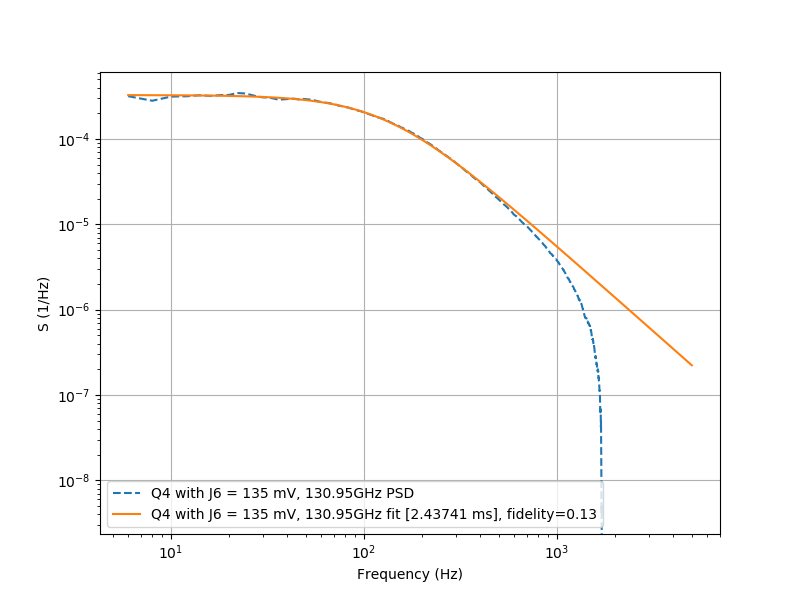 10⁻⁴
10⁻⁵
10⁻⁶
10⁻⁷
10⁻⁸
S (1/Hz)
Q4 with J6 = 135 mV, 130.95GHz PSD
Q4 with J6 = 135 mV, 130.95GHz fit [2.43741 ms], fidelity=0.13
10¹ 10² 10³
Frequency (Hz)